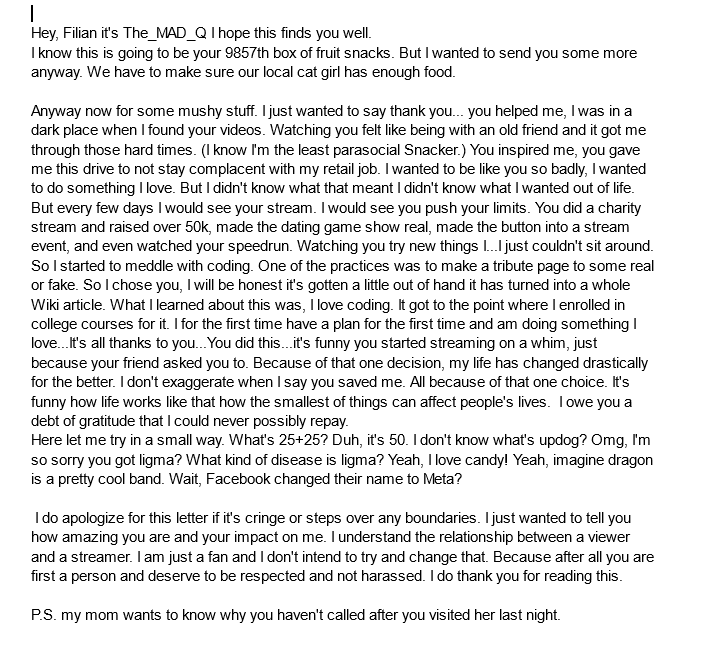 Hey, Filian it's The_MAD_Q I hope this finds you well.
I know this is going to be your 9857th box of fruit snacks. But I wanted to send you some more
anyway. We have to make sure our local cat girl has enough food.
Anyway now for some mushy stuff. I just wanted to say thank you... you helped me, I was in a
dark place when I found your videos. Watching you felt like being with an old friend and it got me
through those hard times. (I know I'm the least parasocial Snacker.) You inspired me, you gave
me this drive to not stay complacent with my retail job. I wanted to be like you so badly, I wanted
to do something I love. But I didn't know what that meant I didn't know what I wanted out of life.
But every few days I would see your stream. I would see you push your limits. You did a charity
stream and raised over 50k, made the dating game show real, made the button into a stream
event, and even watched your speedrun. Watching you try new things I...I just couldn't sit around.
So I started to meddle with coding. One of the practices was to make a tribute page to some real
or fake. So I chose you, I will be honest it's gotten a little out of hand it has turned into a whole
Wiki article. What I learned about this was, I love coding. It got to the point where I enrolled in
college courses for it. I for the first time have a plan for the first time and am doing something I
love...It's all thanks to you...You did this...it's funny you started streaming on a whim, just
because your friend asked you to. Because of that one decision, my life has changed drastically
for the better. I don't exaggerate when I say you saved me. All because of that one choice. It's
funny how life works like that how the smallest of things can affect people's lives.  I owe you a
debt of gratitude that I could never possibly repay.
Here let me try in a small way. What's 25+25? Duh, it's 50. I don't know what's updog? Omg, I'm
so sorry you got ligma? What kind of disease is ligma? Yeah, I love candy! Yeah, imagine dragon
is a pretty cool band. Wait, Facebook changed their name to Meta?
I do apologize for this letter if it's cringe or steps over any boundaries. I just wanted to tell you
how amazing you are and your impact on me. I understand the relationship between a viewer
and a streamer. I am just a fan and I don't intend to try and change that. Because after all you are
first a person and deserve to be respected and not harassed. I do thank you for reading this.
P.S. my mom wants to know why you haven't called after you visited her last night.